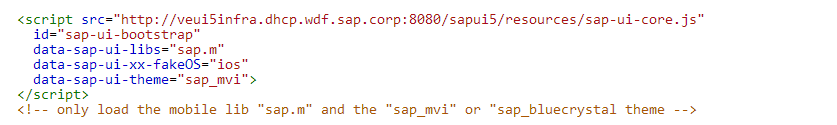 <script src="http://veui5infra.dhcp.wdf.sap.corp:8080/sapui5/resources/sap-ui-core.js"
id="sap-ui-bootstrap"
data-sap-ui-libs="sap.m"
data-sap-ui-xx-fakeOS="ios"
data-sap-ui-theme="sap_mvi">
</script>
<!-- only load the mobile lib "sap.m" and the "sap_mvi" or "sap_bluecrystal theme -->